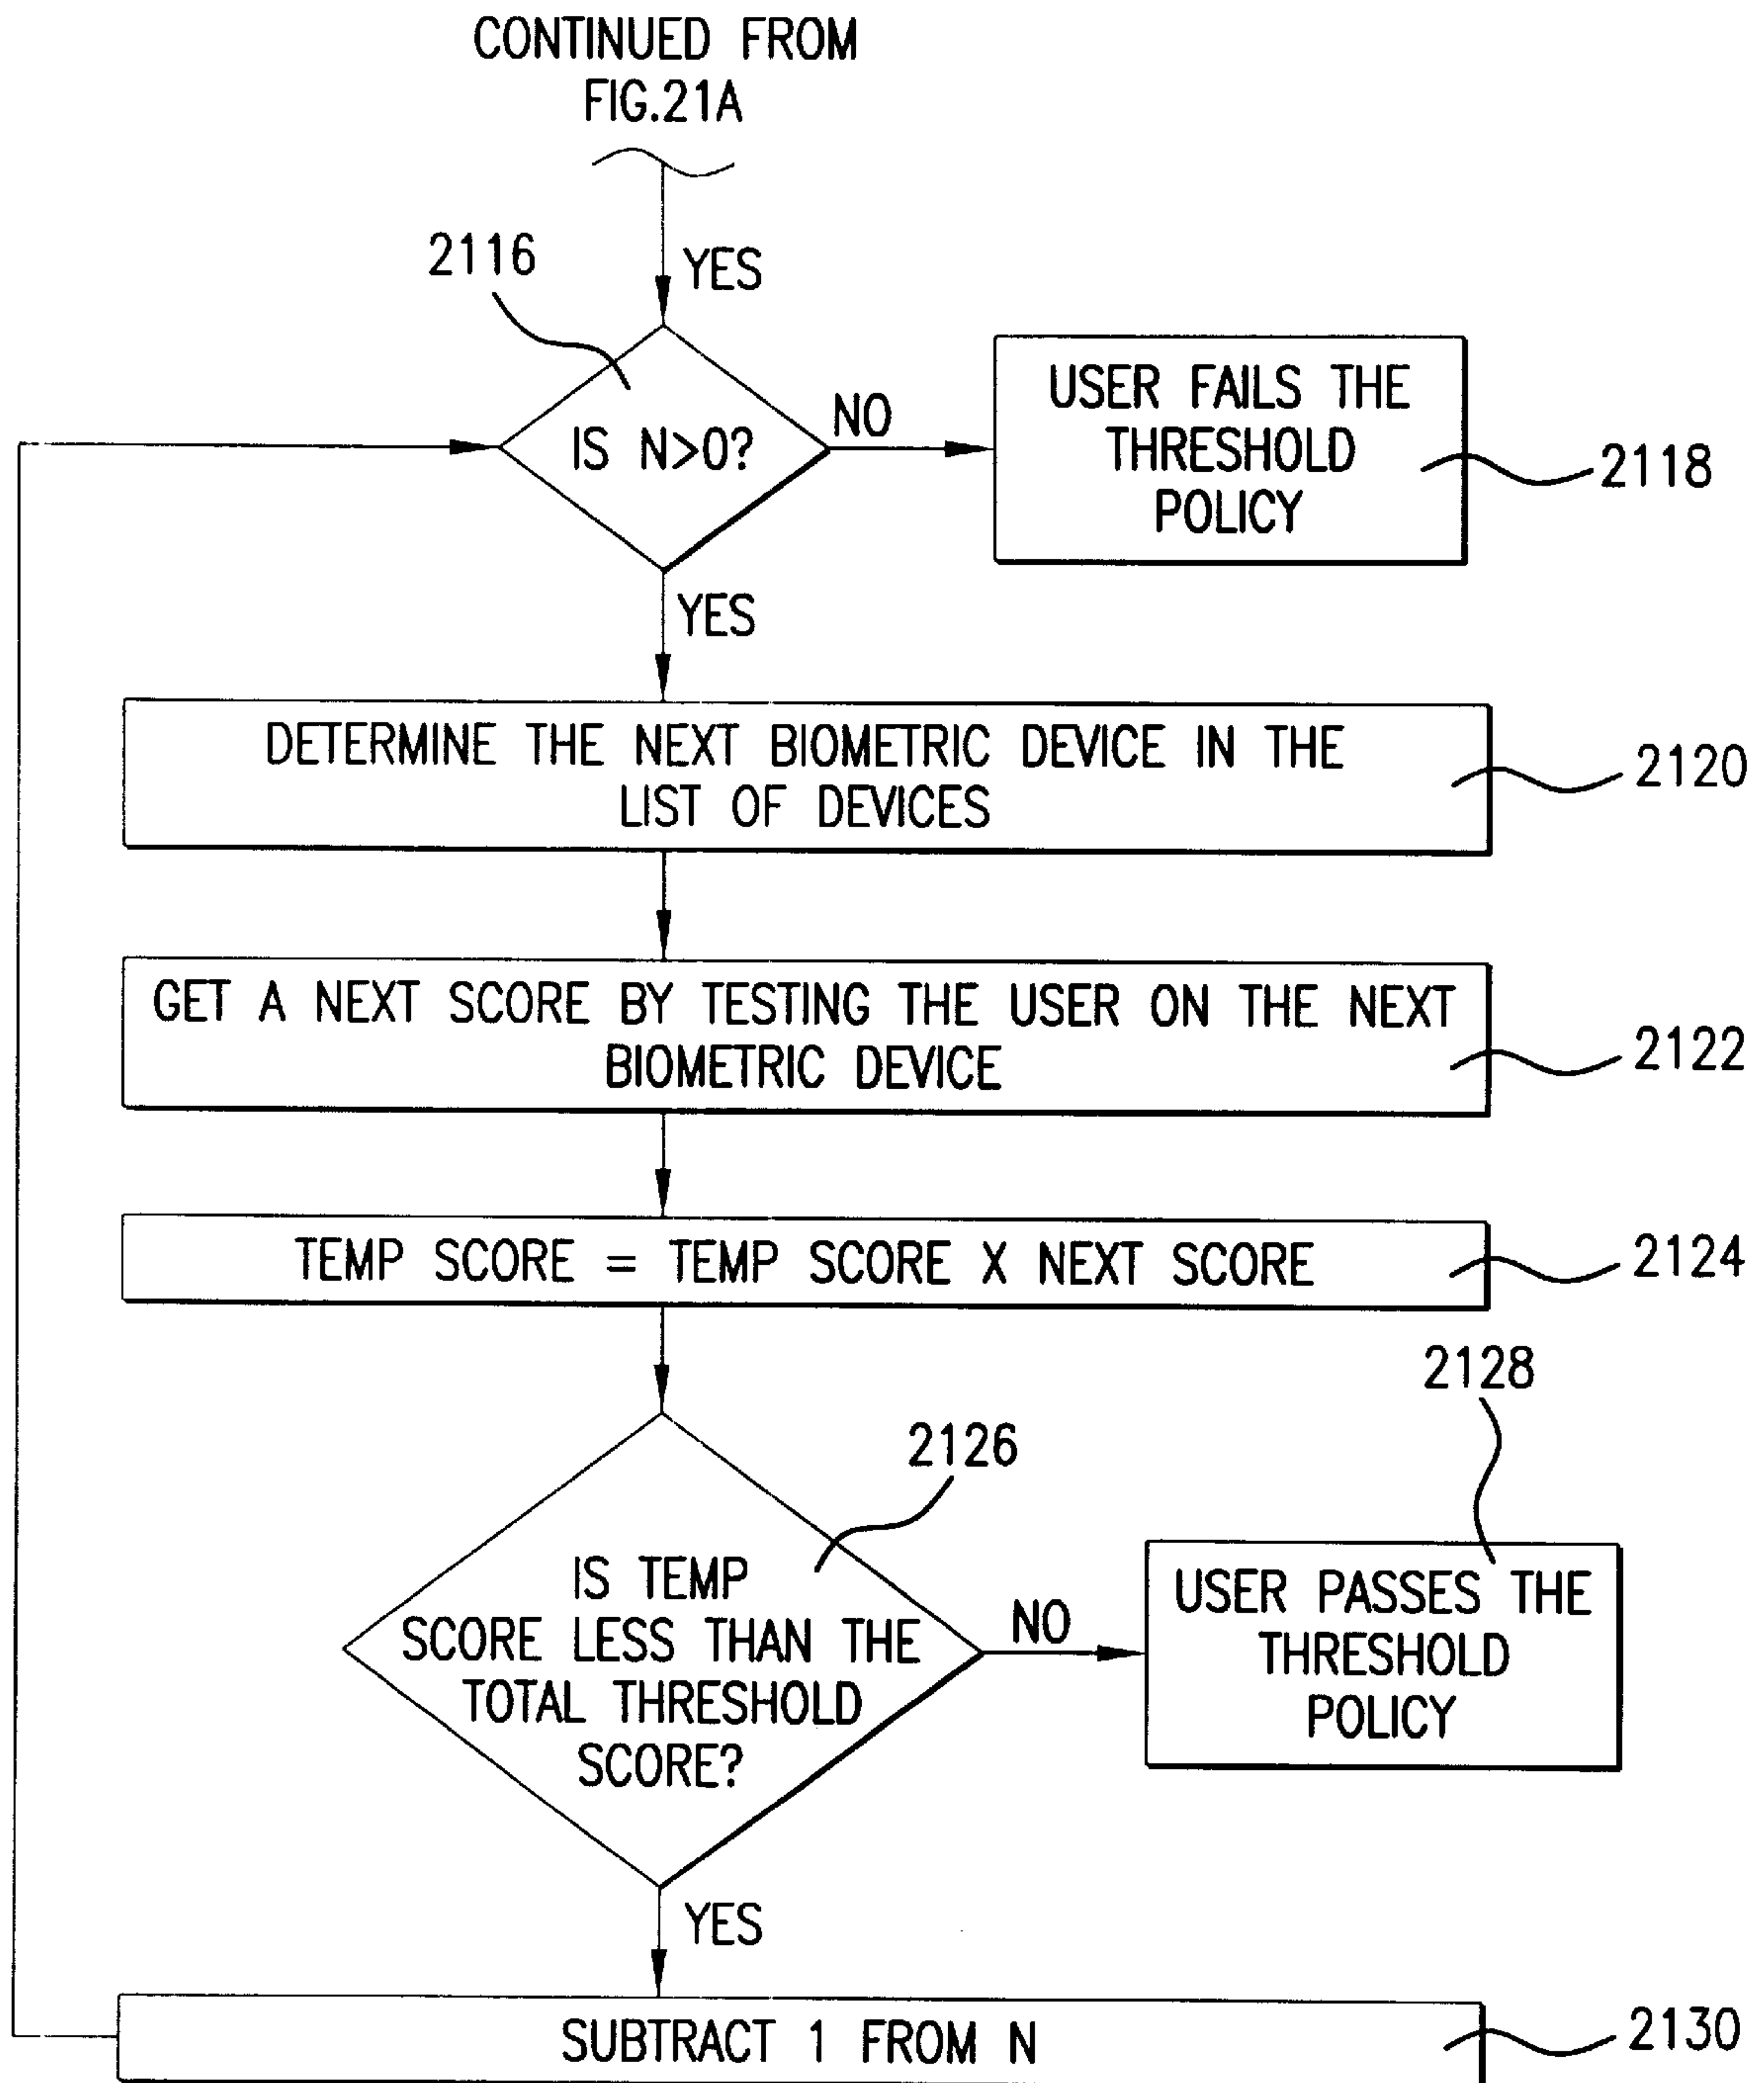 CONTINUED FROM
FIG.21A
2116
YES
IS N>0?
NO
USER FAILS THE
THRESHOLD
POLICY
2118
YES
DETERMINE THE NEXT BIOMETRIC DEVICE IN THE
LIST OF DEVICES
2120
GET A NEXT SCORE BY TESTING THE USER ON THE NEXT
BIOMETRIC DEVICE
2122
TEMP SCORE = TEMP SCORE X NEXT SCORE
2124
2126
2128
IS TEMP
SCORE LESS THAN THE
TOTAL THRESHOLD
SCORE?
NO
USER PASSES THE
THRESHOLD
POLICY
YES
SUBTRACT 1 FROM N
2130